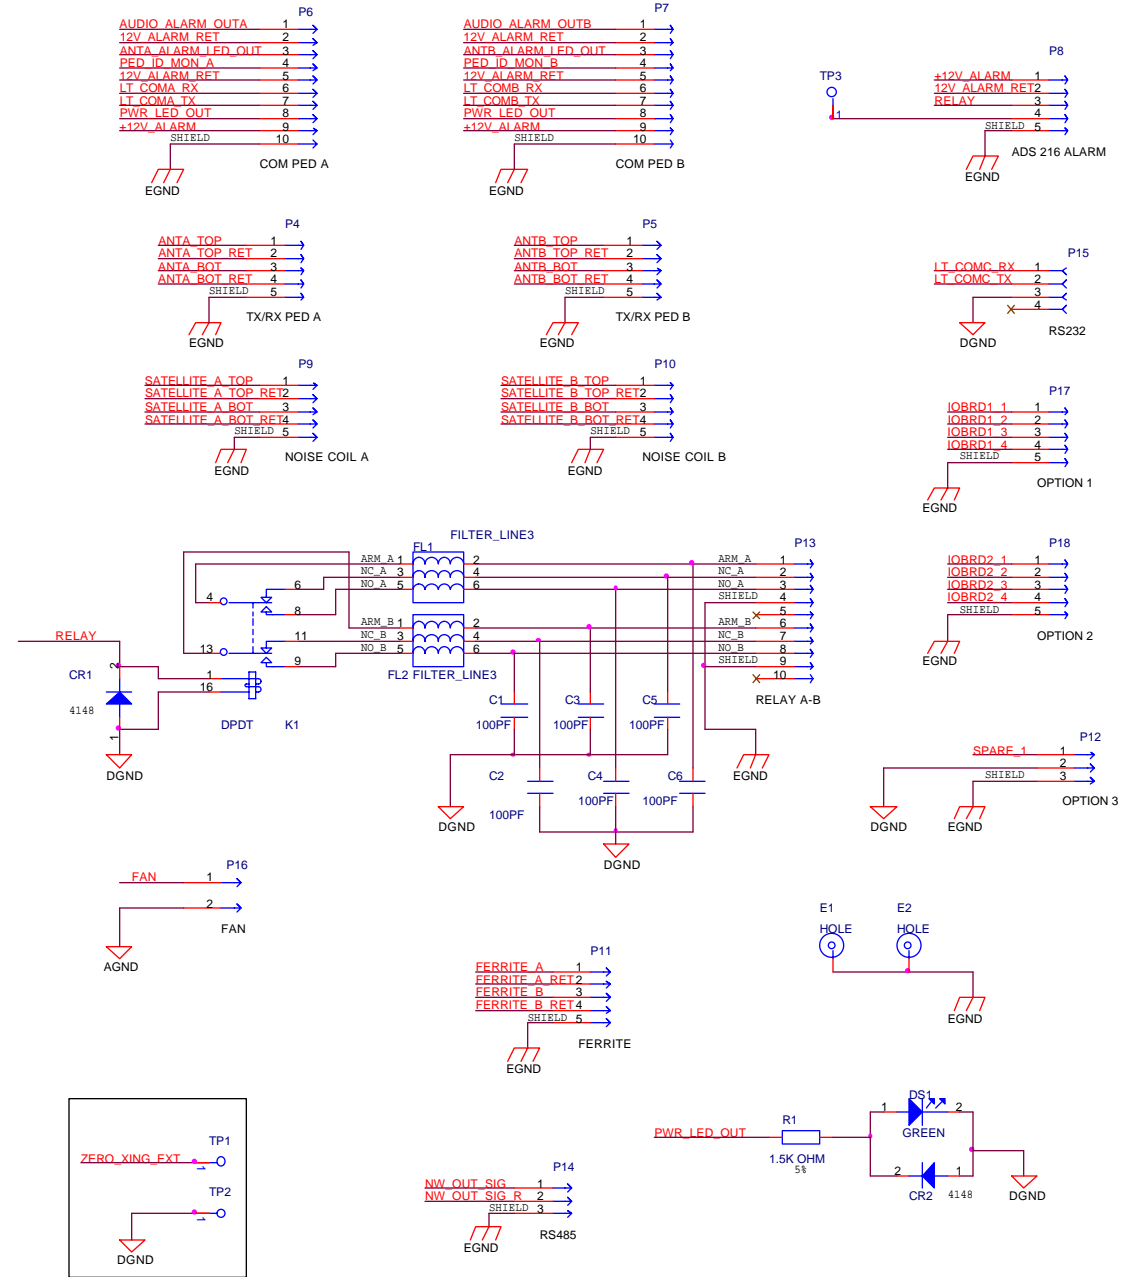 P6
AUDIO_ALARM_OUTA 1
12V_ALARM_RET 2
ANTA_ALARM_LED_OUT 3
PED_ID_MON_A 4
12V_ALARM_RET 5
LT_COMA_RX 6
LT_COMA_TX 7
PWR_LED_OUT 8
+12V_ALARM 9
SHIELD 10
COM PED A
EGND
P7
AUDIO_ALARM_OUTB 1
12V_ALARM_RET 2
ANTB_ALARM_LED_OUT 3
PED_ID_MON_B 4
12V_ALARM_RET 5
LT_COMB_RX 6
LT_COMB_TX 7
PWR_LED_OUT 8
+12V_ALARM 9
SHIELD 10
COM PED B
EGND
TP3
1
P8
+12V_ALARM 1
12V_ALARM_RET 2
RELAY 3
4
SHIELD 5
ADS 216 ALARM
EGND
P4
ANTA_TOP 1
ANTA_TOP_RET 2
ANTA_BOT 3
ANTA_BOT_RET 4
SHIELD 5
TX/RX PED A
EGND
P5
ANTB_TOP 1
ANTB_TOP_RET 2
ANTB_BOT 3
ANTB_BOT_RET 4
SHIELD 5
TX/RX PED B
EGND
P15
LT_COMC_RX 1
LT_COMC_TX 2
3
4
RS232
DGND
P9
SATELLITE_A_TOP 1
SATELLITE_A_TOP_RET 2
SATELLITE_A_BOT 3
SATELLITE_A_BOT_RET 4
SHIELD 5
NOISE COIL A
EGND
P10
SATELLITE_B_TOP 1
SATELLITE_B_TOP_RET 2
SATELLITE_B_BOT 3
SATELLITE_B_BOT_RET 4
SHIELD 5
NOISE COIL B
EGND
P17
IOBRD1_1 1
IOBRD1_2 2
IOBRD1_3 3
IOBRD1_4 4
SHIELD 5
OPTION 1
EGND
FILTER_LINE3
FL1
ARM_A 1 2
NC_A 3 4
NO_A 5 6
ARM_B 1 2
NC_B 3 4
NO_B 5 6
FL2 FILTER_LINE3
P13
ARM_A 1
NC_A 2
NO_A 3
SHIELD 4
5
ARM_B 6
NC_B 7
NO_B 8
SHIELD 9
10
RELAY A-B
EGND
P18
IOBRD2_1 1
IOBRD2_2 2
IOBRD2_3 3
IOBRD2_4 4
SHIELD 5
OPTION 2
EGND
RELAY
2
CR1
4148
1
DGND
4
6
8
11
13
9
1
16
DPDT K1
C1
100PF
C3
100PF
C5
100PF
C2
100PF
C4
100PF
C6
100PF
DGND
DGND
P12
SPARE_1 1
2
SHIELD 3
OPTION 3
DGND
EGND
P16
FAN 1
2
FAN
AGND
E1
HOLE
E2
HOLE
EGND
P11
FERRITE_A 1
FERRITE_A_RET 2
FERRITE_B 3
FERRITE_B_RET 4
SHIELD 5
FERRITE
EGND
TP1
ZERO_XING_EXT
1
TP2
1
DGND
P14
NW_OUT_SIG 1
NW_OUT_SIG_R 2
SHIELD 3
RS485
EGND
PWR_LED_OUT
R1
1.5K OHM
5%
DS1
1 2
GREEN
2 1
CR2 4148
DGND